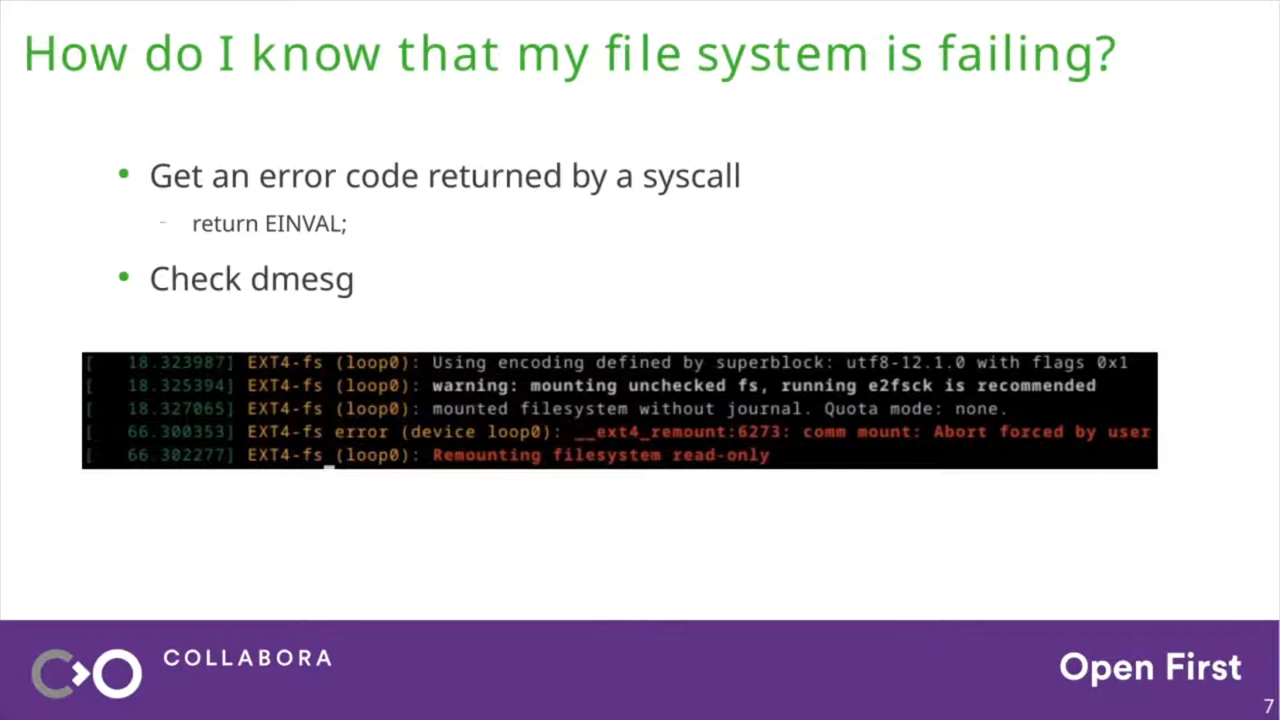 How do I know that my file system is failing?
• Get an error code returned by a syscall
- return EINVAL;
• Check dmesg
[   18.323987] EXT4-fs (loop0): Using encoding defined by superblock: utf8-12.1.0 with flags 0x1
[   18.325394] EXT4-fs (loop0): warning: mounting unchecked fs, running e2fsck is recommended
[   18.327065] EXT4-fs (loop0): mounted filesystem without journal. Quota mode: none.
[   66.300353] EXT4-fs error (device loop0): __ext4_remount:6273: comm mount: Abort forced by user
[   66.302277] EXT4-fs (loop0): Remounting filesystem read-only
COLLABORA
Open First
7